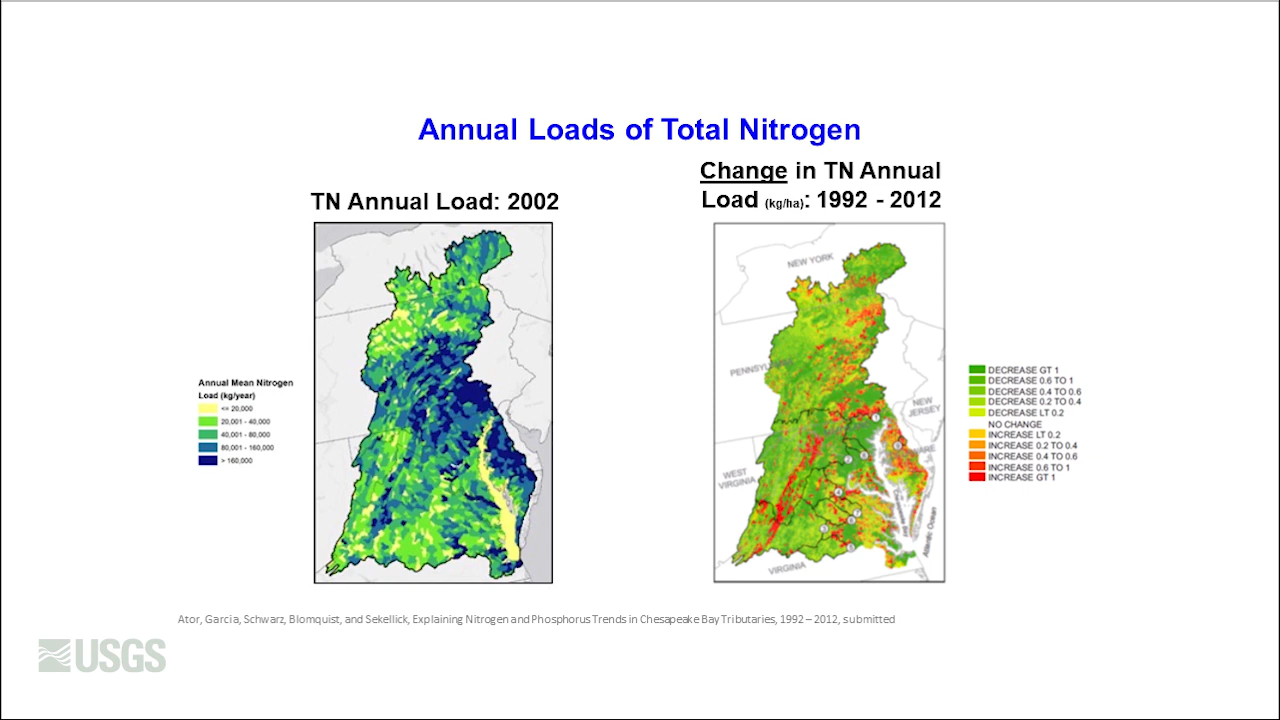 Annual Loads of Total Nitrogen
TN Annual Load: 2002
Change in TN Annual
Load (kg/ha): 1992 - 2012
Annual Mean Nitrogen
Load (kg/year)
<= 20,000
20,001 - 40,000
40,001 - 80,000
80,001 - 160,000
> 160,000
NEW YORK
PENNSYLVANIA
NEW
JERSEY
WEST
VIRGINIA
VIRGINIA
Atlantic Ocean
DECREASE GT 1
DECREASE 0.6 TO 1
DECREASE 0.4 TO 0.6
DECREASE 0.2 TO 0.4
DECREASE LT 0.2
NO CHANGE
INCREASE LT 0.2
INCREASE 0.2 TO 0.4
INCREASE 0.4 TO 0.6
INCREASE 0.6 TO 1
INCREASE GT 1
Ator, Garcia, Schwarz, Blomquist, and Sekellick, Explaining Nitrogen and Phosphorus Trends in Chesapeake Bay Tributaries, 1992 – 2012, submitted
USGS